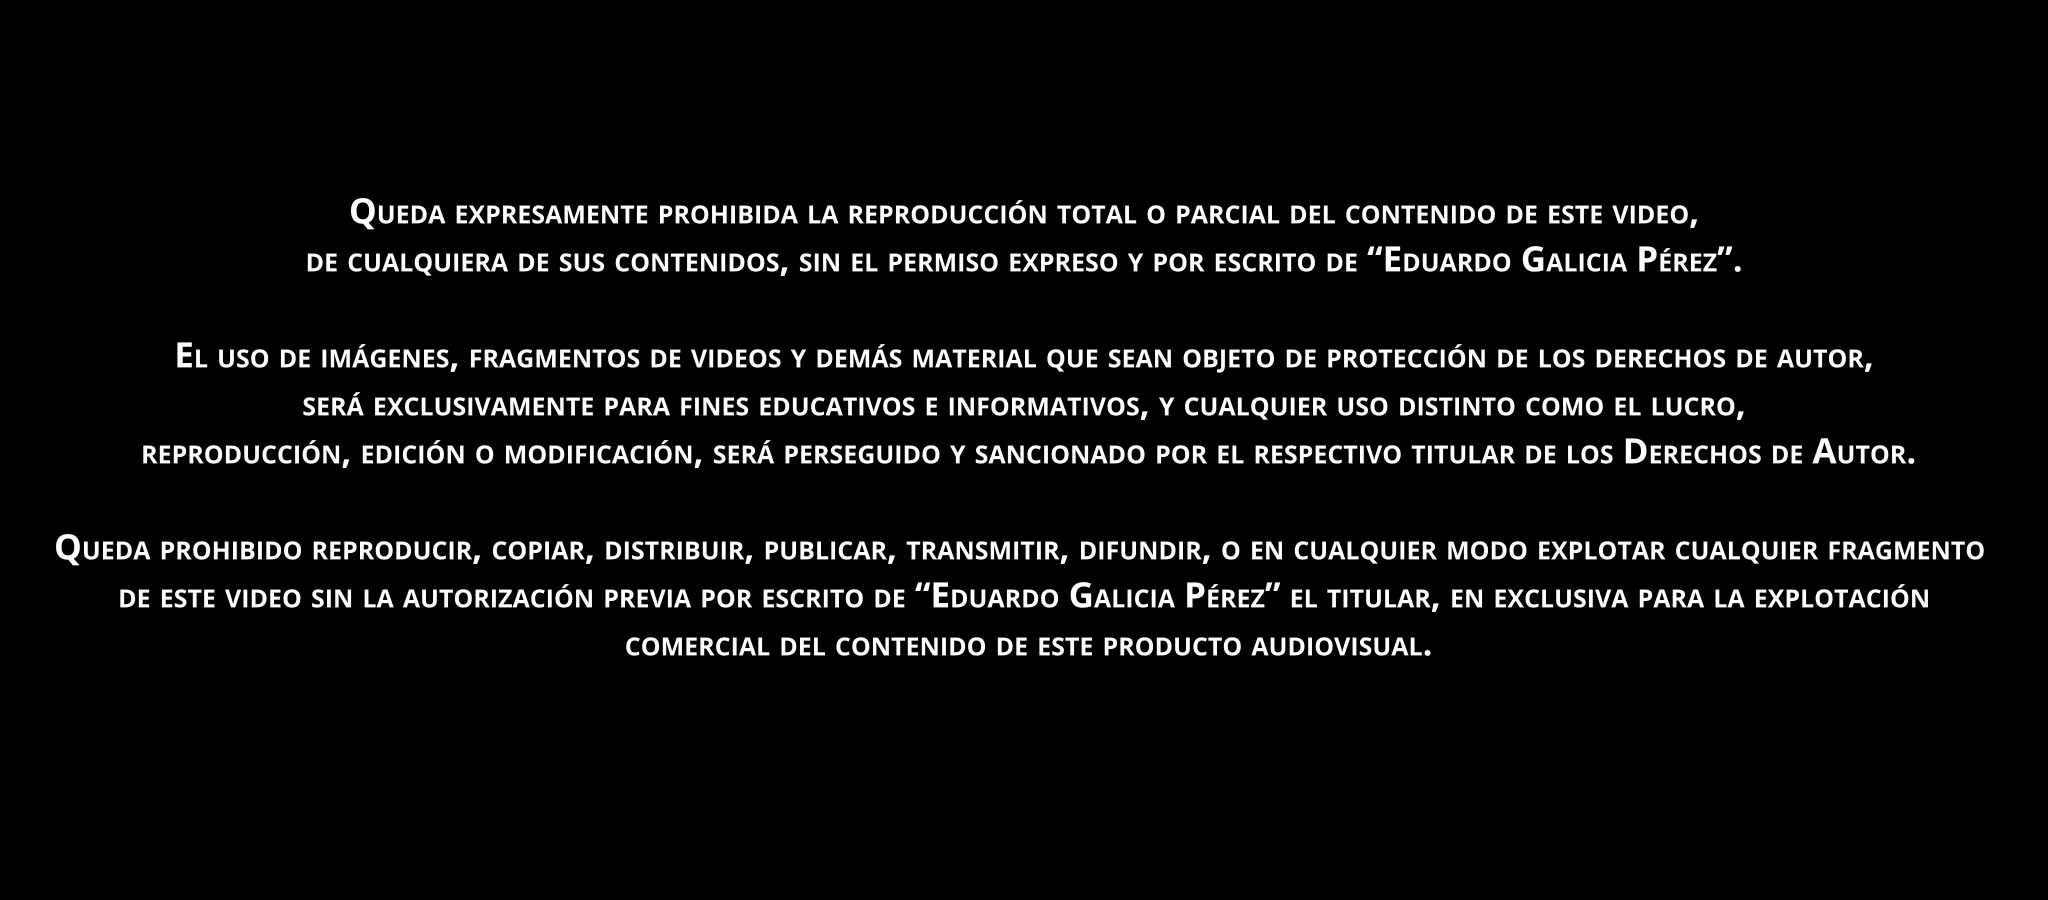 Queda expresamente prohibida la reproducción total o parcial del contenido de este video,
de cualquiera de sus contenidos, sin el permiso expreso y por escrito de “Eduardo Galicia Pérez”.
El uso de imágenes, fragmentos de videos y demás material que sean objeto de protección de los derechos de autor,
será exclusivamente para fines educativos e informativos, y cualquier uso distinto como el lucro,
reproducción, edición o modificación, será perseguido y sancionado por el respectivo titular de los Derechos de Autor.
Queda prohibido reproducir, copiar, distribuir, publicar, transmitir, difundir, o en cualquier modo explotar cualquier fragmento
de este video sin la autorización previa por escrito de “Eduardo Galicia Pérez” el titular, en exclusiva para la explotación
comercial del contenido de este producto audiovisual.